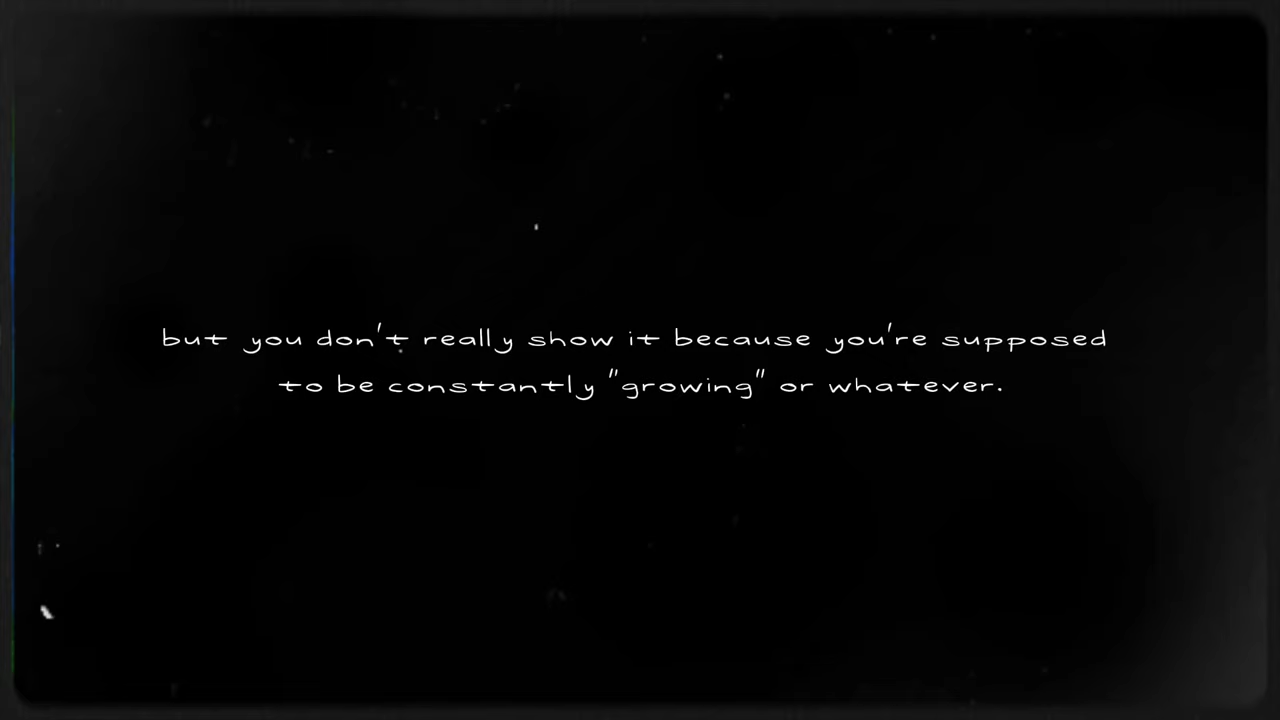 but you don't really show it because you're supposed
to be constantly "growing" or whatever.